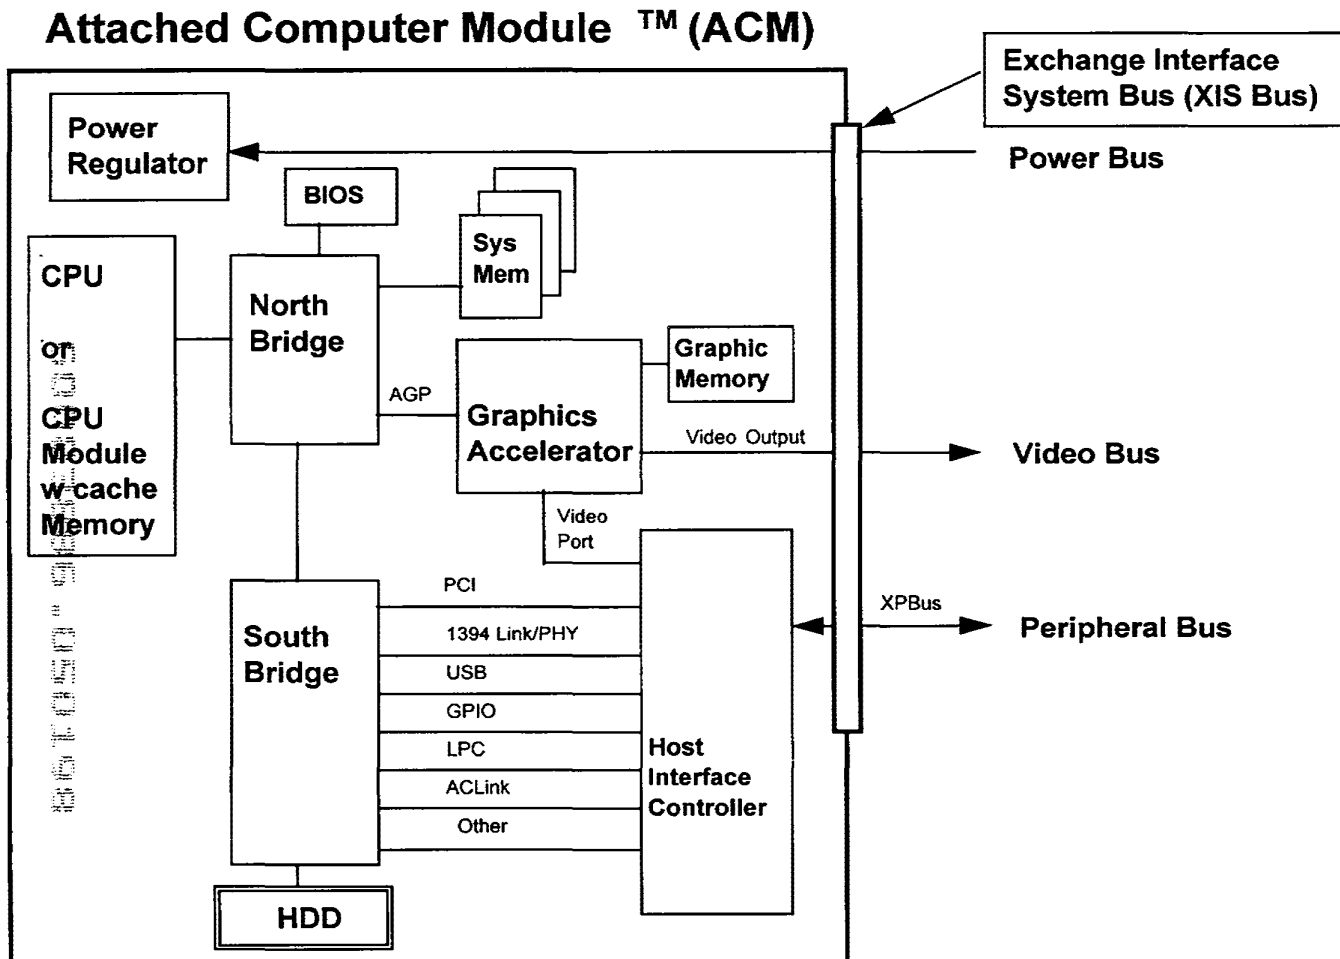 Attached Computer Module ™ (ACM)
Exchange Interface
System Bus (XIS Bus)
Power
Regulator
Power Bus
BIOS
CPU
or
CPU
Module
w cache
Memory
North
Bridge
Sys
Mem
Graphic
Memory
AGP
Graphics
Accelerator
Video Output
Video Bus
Video
Port
PCI
1394 Link/PHY
USB
GPIO
LPC
ACLink
Other
South
Bridge
Host
Interface
Controller
XPBus
Peripheral Bus
HDD